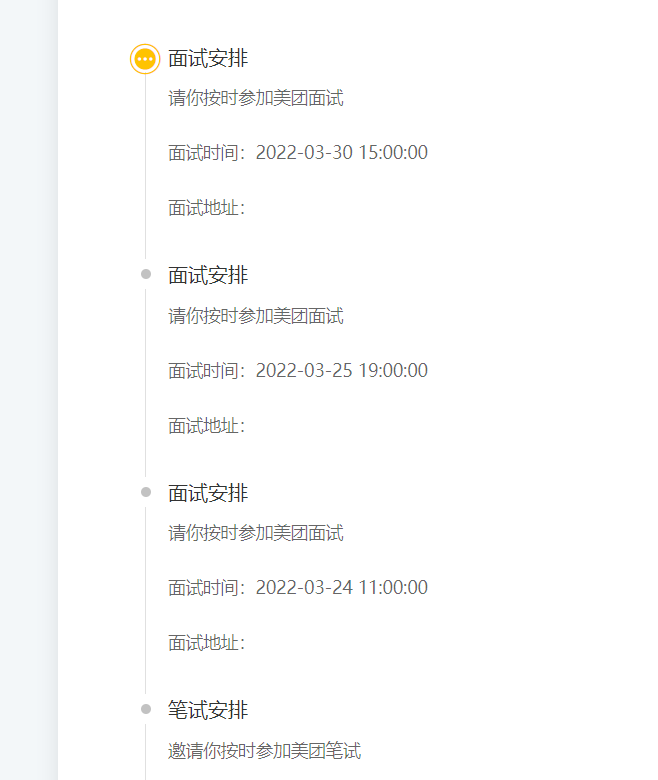 面试安排
请你按时参加美团面试
面试时间：2022-03-30 15:00:00
面试地址：
面试安排
请你按时参加美团面试
面试时间：2022-03-25 19:00:00
面试地址：
面试安排
请你按时参加美团面试
面试时间：2022-03-24 11:00:00
面试地址：
笔试安排
邀请你按时参加美团笔试